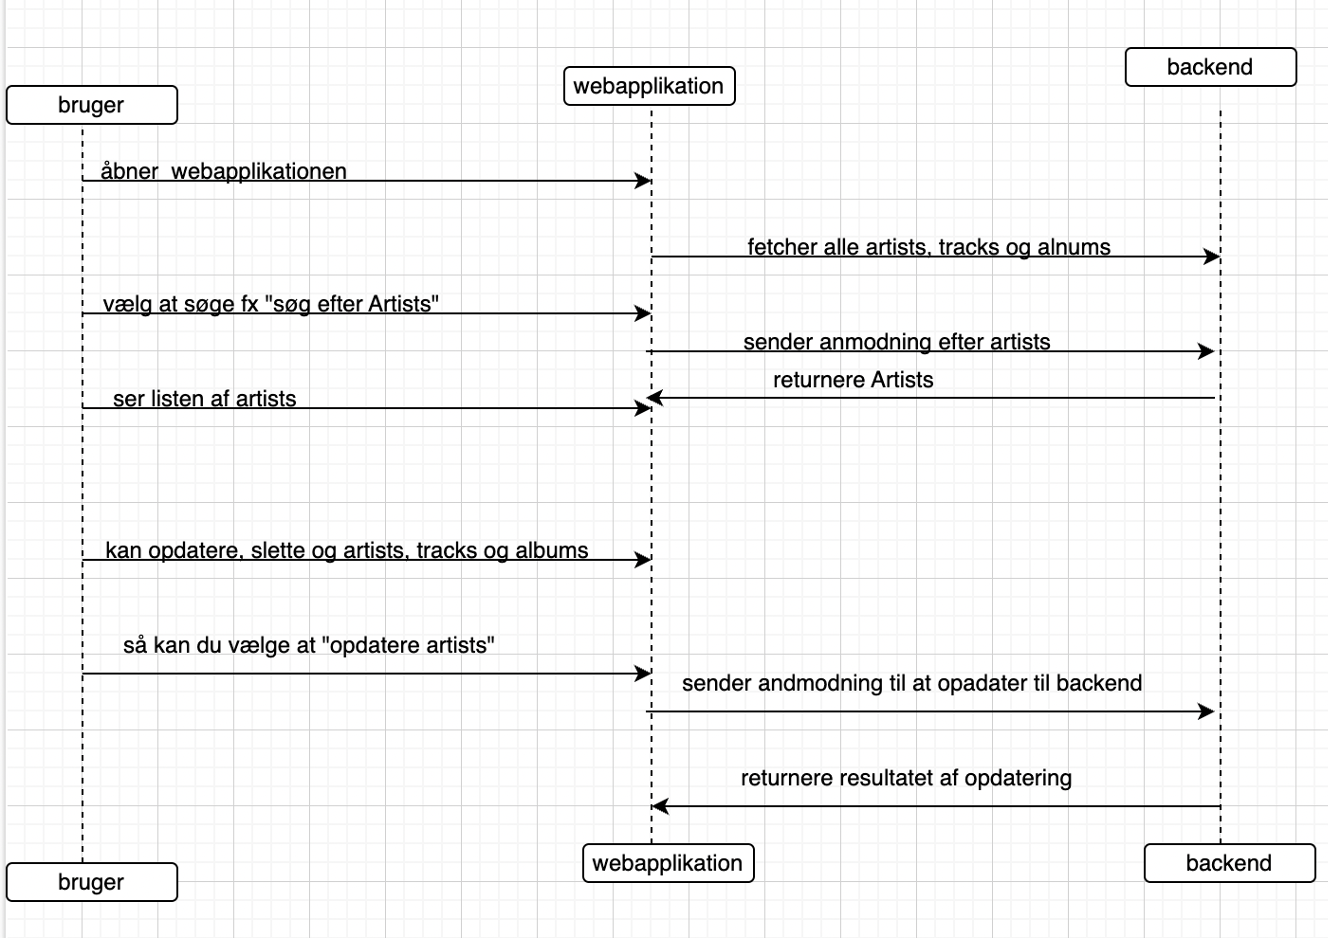 backend
webapplikation
bruger
åbner  webapplikationen
fetcher alle artists, tracks og alnums
vælg at søge fx "søg efter Artists"
sender anmodning efter artists
returnere Artists
ser listen af artists
kan opdatere, slette og artists, tracks og albums
så kan du vælge at "opdatere artists"
sender andmodning til at opadater til backend
returnere resultatet af opdatering
webapplikation
backend
bruger